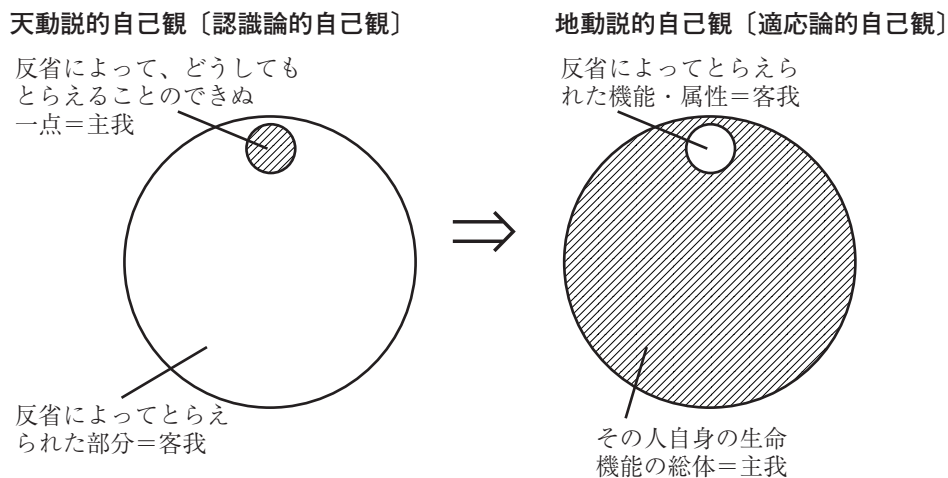 天動説的自己観〔認識論的自己観〕
地動説的自己観〔適応論的自己観〕
反省によって、どうしても
とらえることのできぬ
一点＝主我
反省によってとらえら
れた機能・属性＝客我
反省によってとらえ
られた部分＝客我
その人自身の生命
機能の総体＝主我